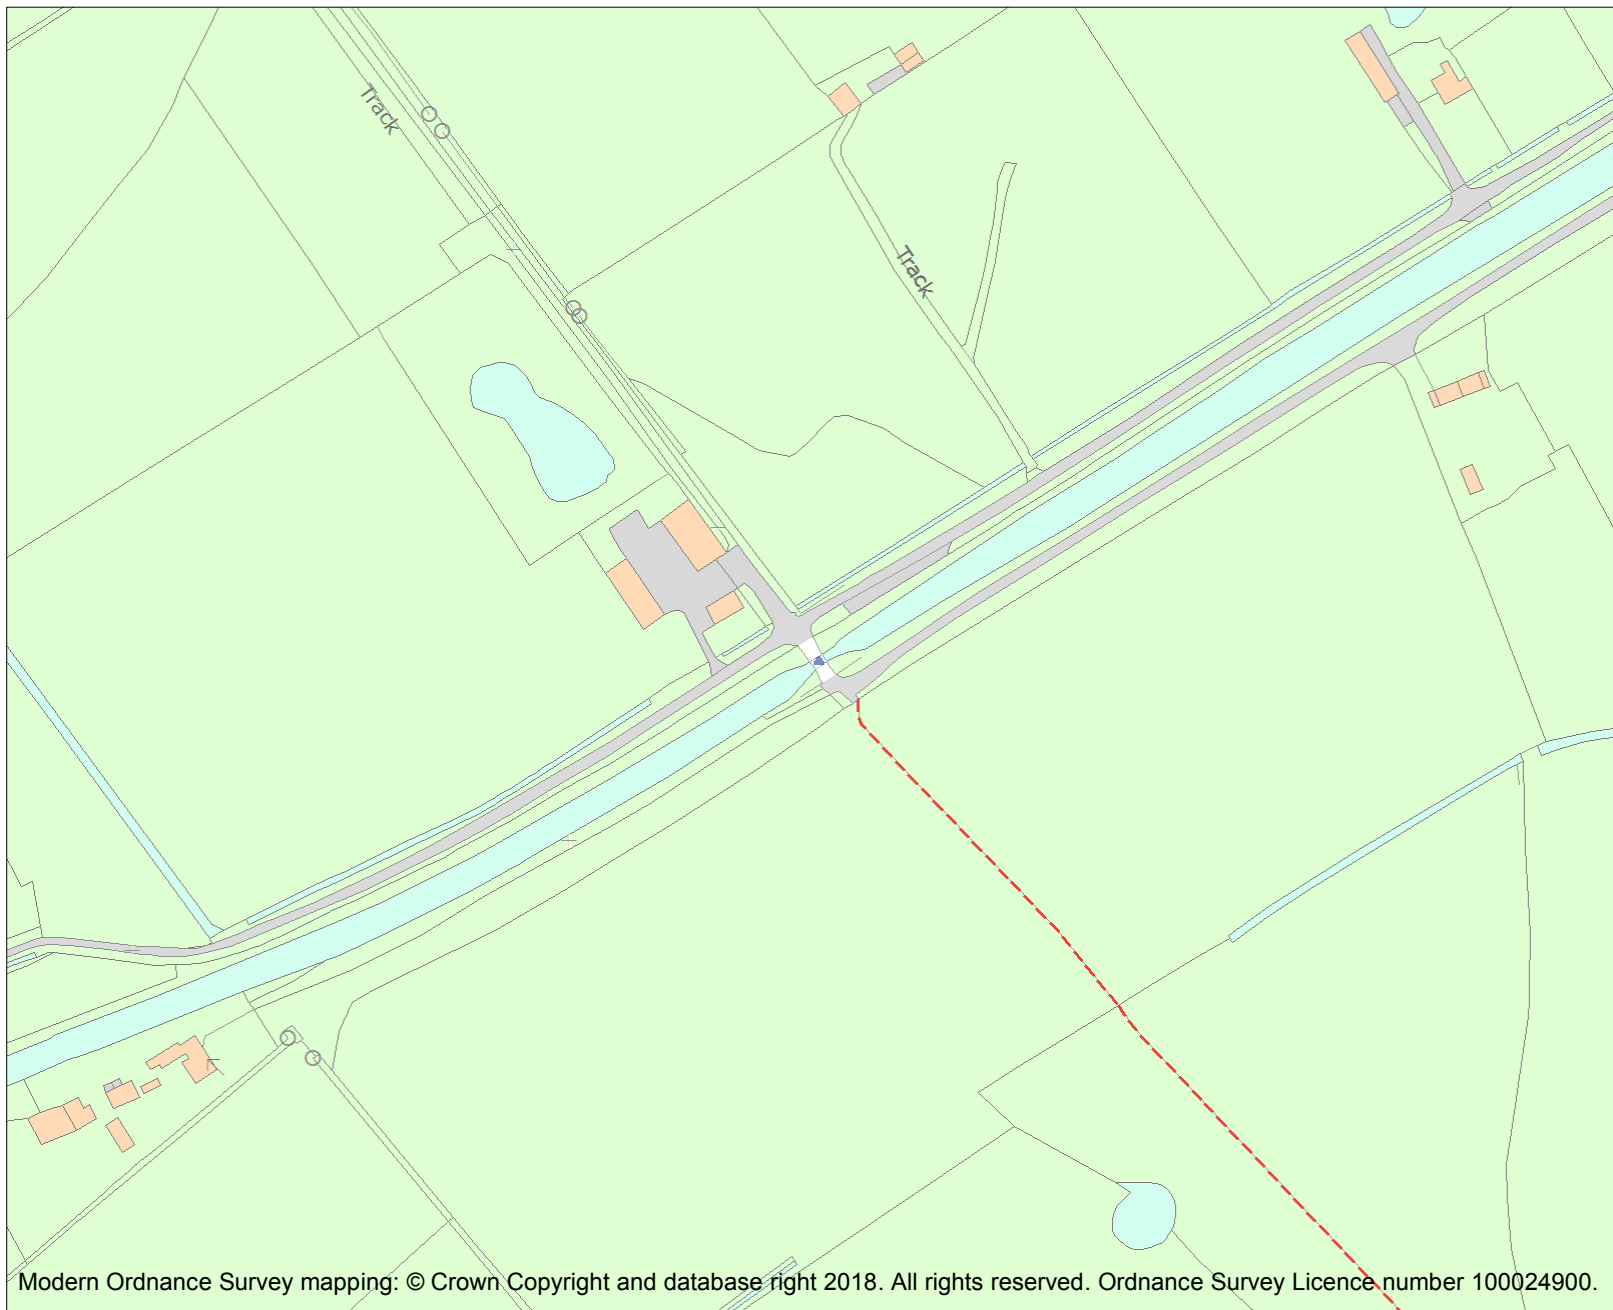 Track
Track
Modern Ordnance Survey mapping: © Crown Copyright and database right 2018. All rights reserved. Ordnance Survey Licence number 100024900.